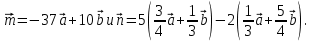 m⃗=−37 a⃗+10 b⃗ и n⃗=5(3/4 a⃗+1/3 b⃗)−2(1/3 a⃗+5/4 b⃗).